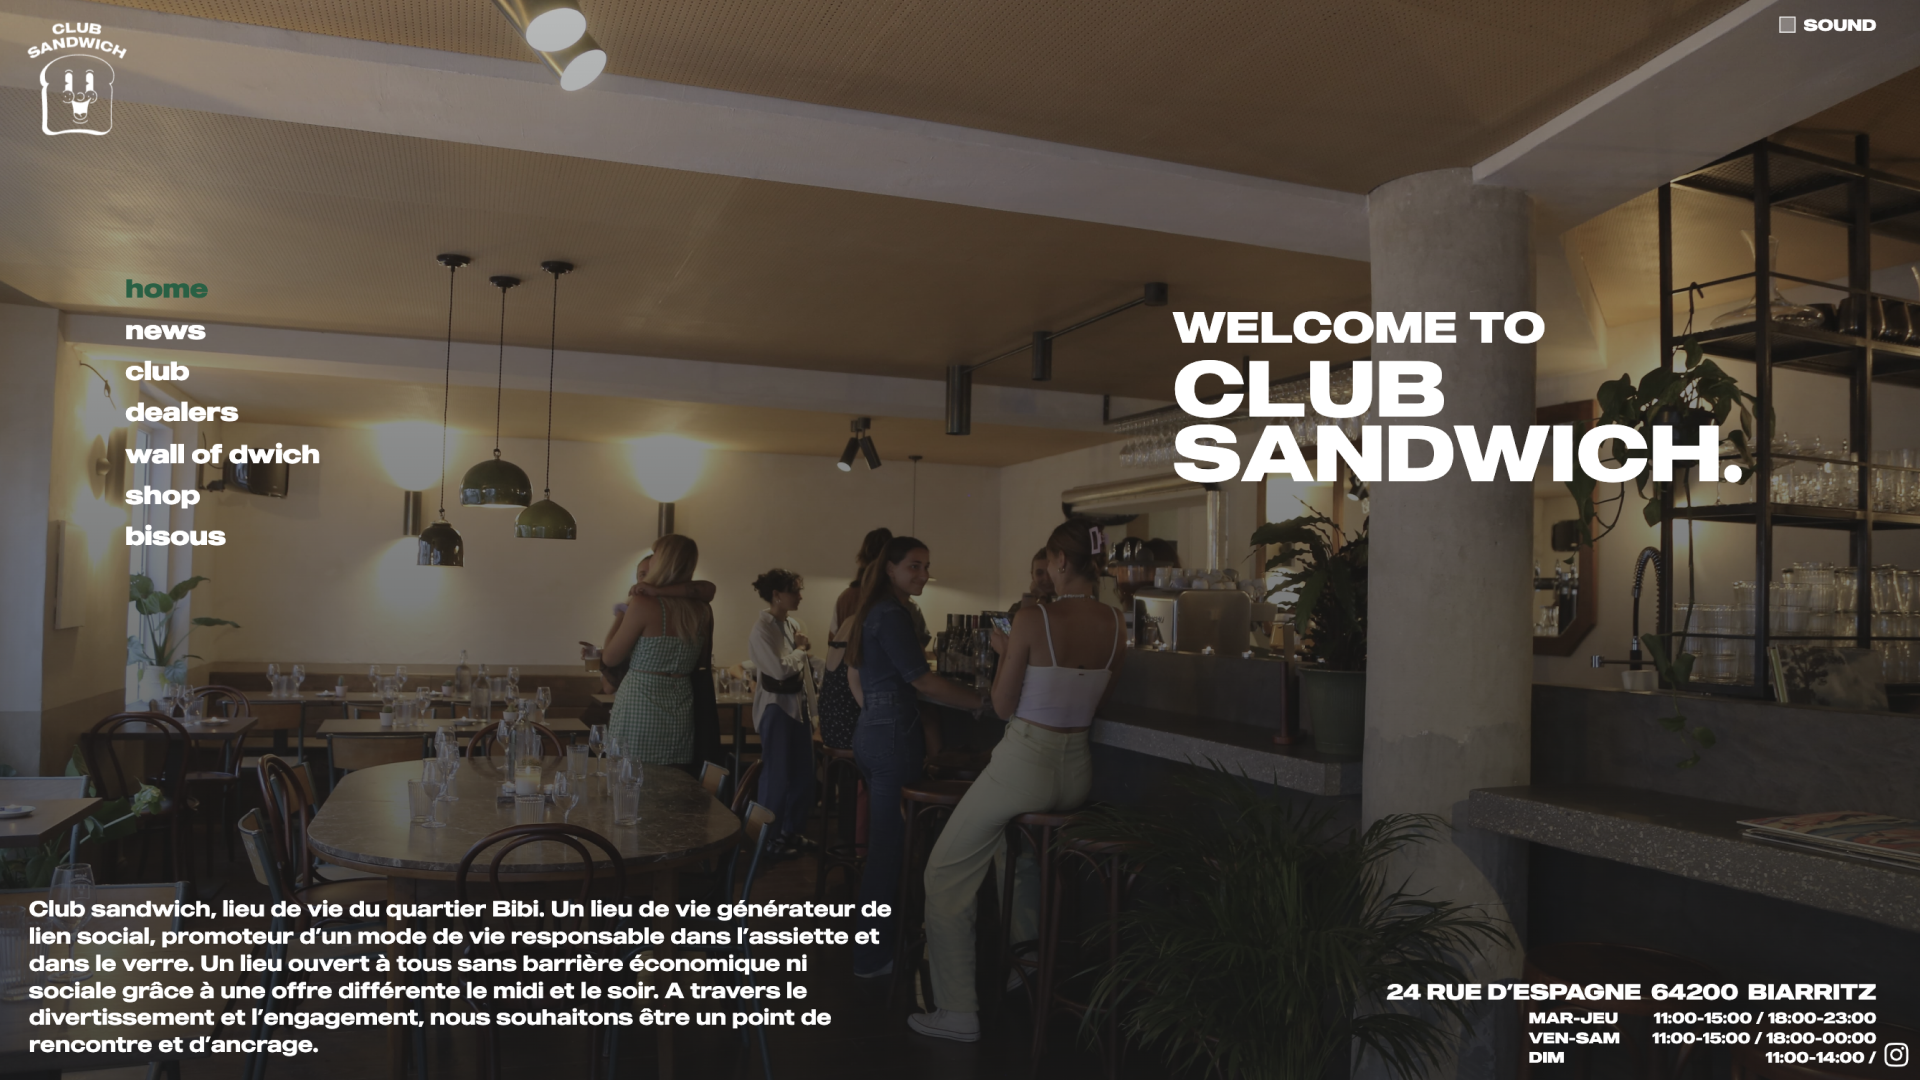 CLUB
SANDWICH
SOUND
home
news
club
dealers
wall of dwich
shop
bisous
WELCOME TO
CLUB
SANDWICH.
Club sandwich, lieu de vie du quartier Bibi. Un lieu de vie générateur de
lien social, promoteur d’un mode de vie responsable dans l’assiette et
dans le verre. Un lieu ouvert à tous sans barrière économique ni
sociale grâce à une offre différente le midi et le soir. A travers le
divertissement et l’engagement, nous souhaitons être un point de
rencontre et d’ancrage.
24 RUE D’ESPAGNE 64200 BIARRITZ
MAR-JEU 11:00-15:00 / 18:00-23:00
VEN-SAM 11:00-15:00 / 18:00-00:00
DIM 11:00-14:00 /